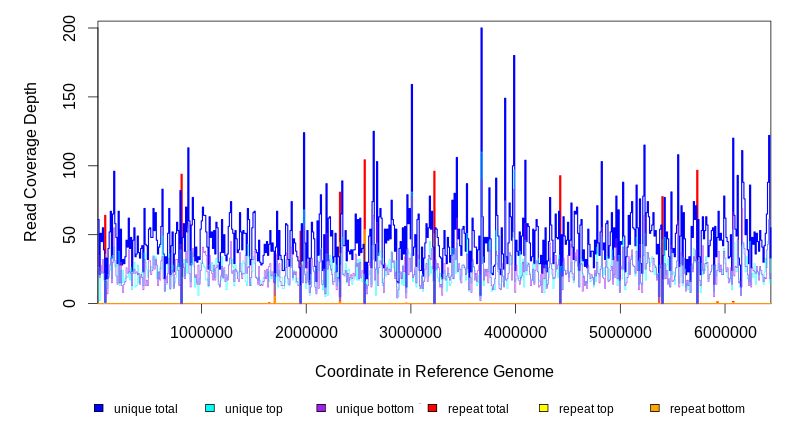 200
150
100
50
0
Read Coverage Depth
1000000 2000000 3000000 4000000 5000000 6000000
Coordinate in Reference Genome
unique total unique top unique bottom repeat total repeat top repeat bottom